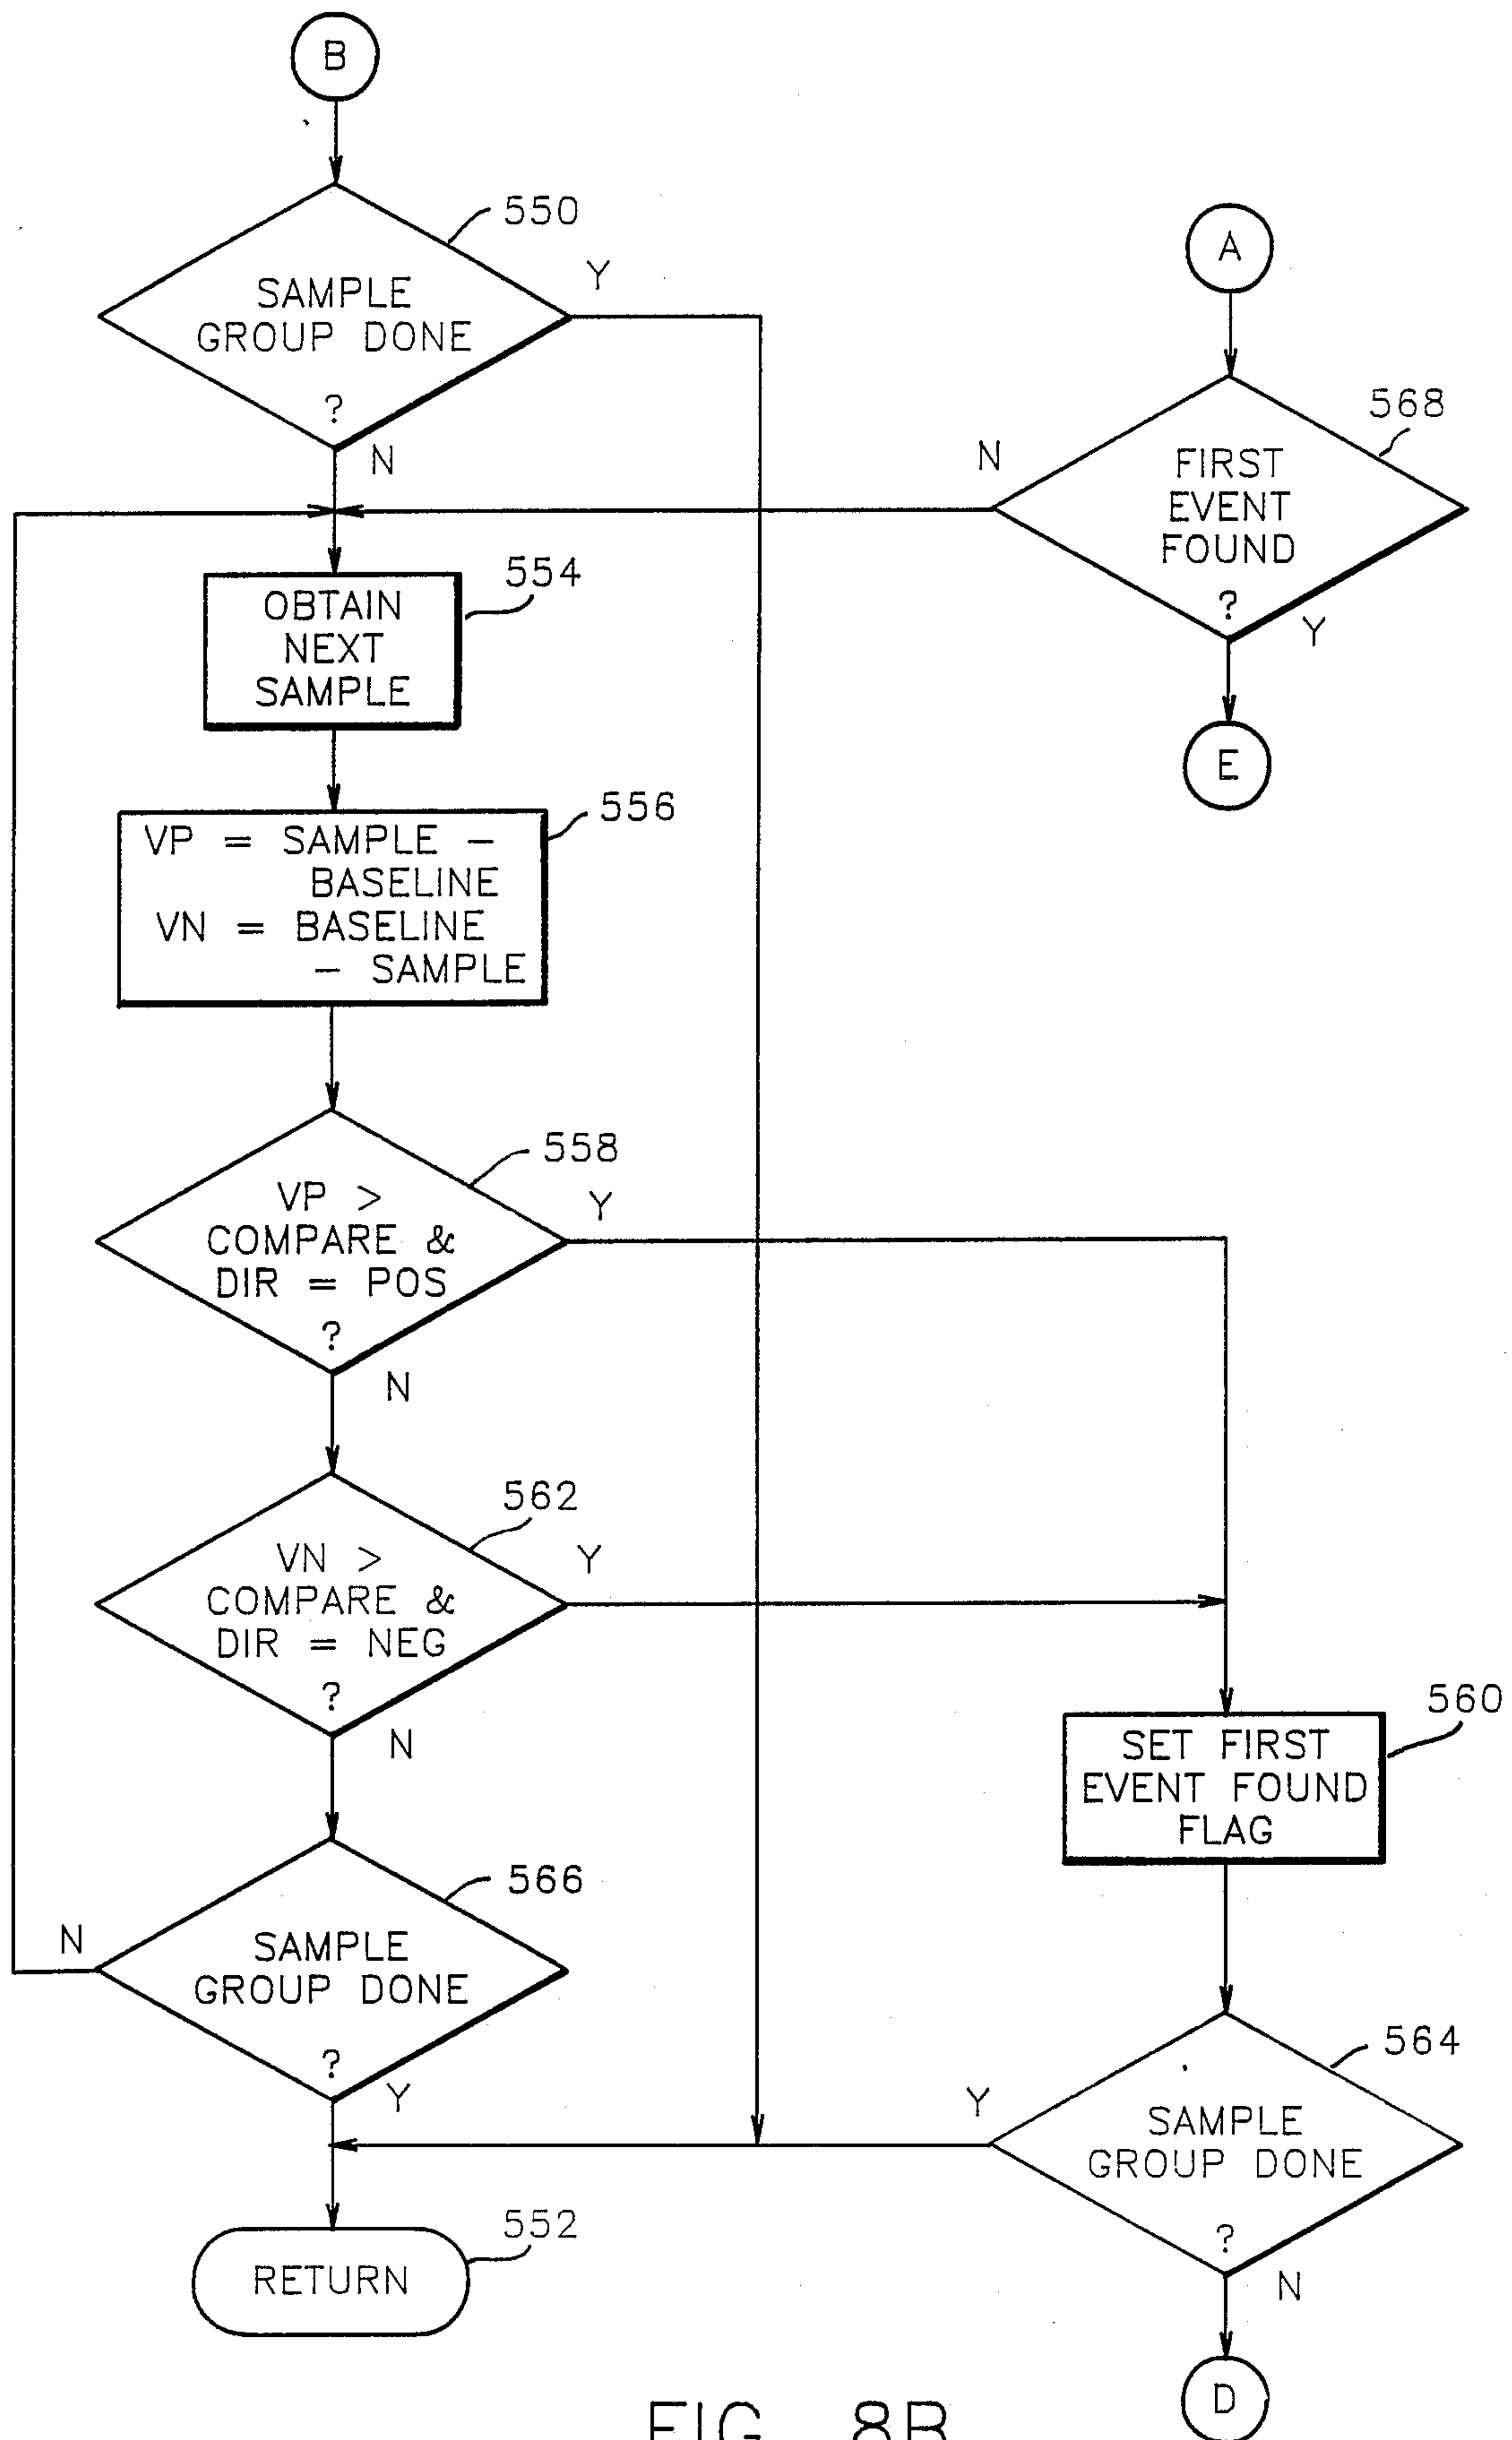 B
550
SAMPLE
GROUP DONE
?
Y
N
A
568
FIRST
EVENT
FOUND
?
N
Y
E
554
OBTAIN
NEXT
SAMPLE
556
VP = SAMPLE -
BASELINE
VN = BASELINE
- SAMPLE
558
VP >
COMPARE &
DIR = POS
?
Y
N
562
VN >
COMPARE &
DIR = NEG
?
Y
N
560
SET FIRST
EVENT FOUND
FLAG
566
SAMPLE
GROUP DONE
?
N
Y
564
SAMPLE
GROUP DONE
?
Y
N
552
RETURN
D
FIG. 8B